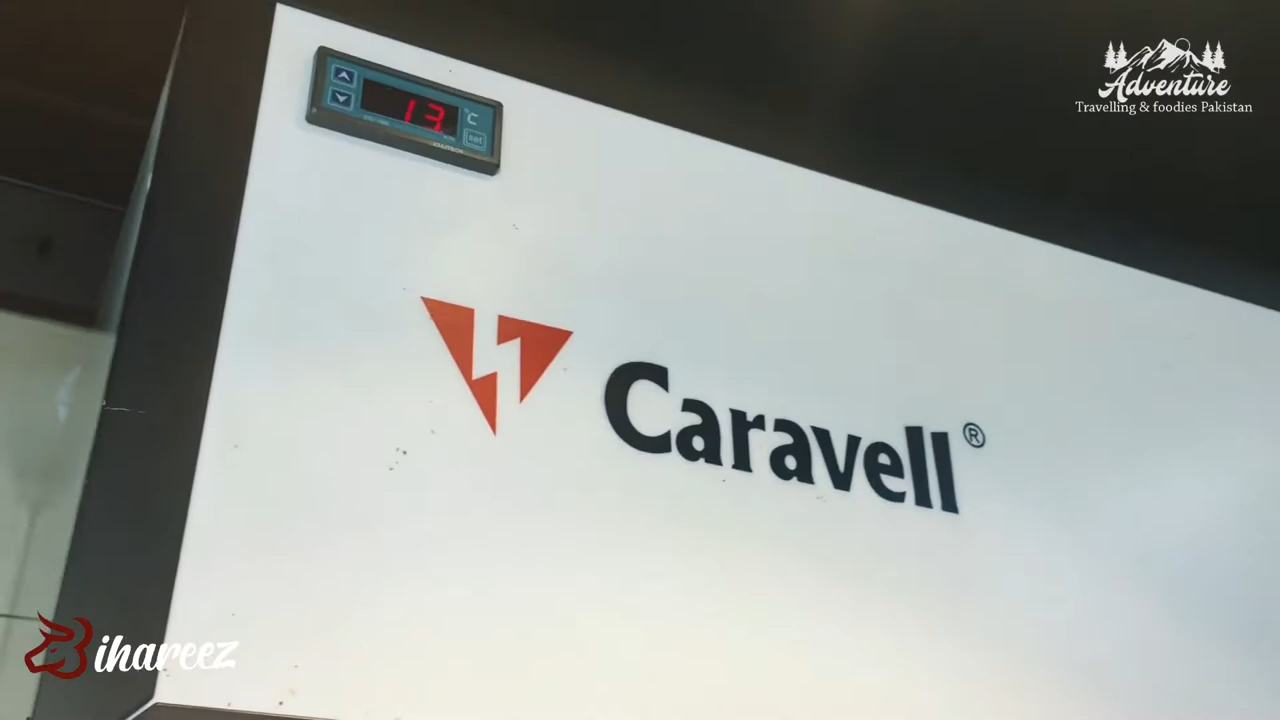 13
°C
set
Adventure
Travelling & foodies Pakistan
Caravell®
Bihareez